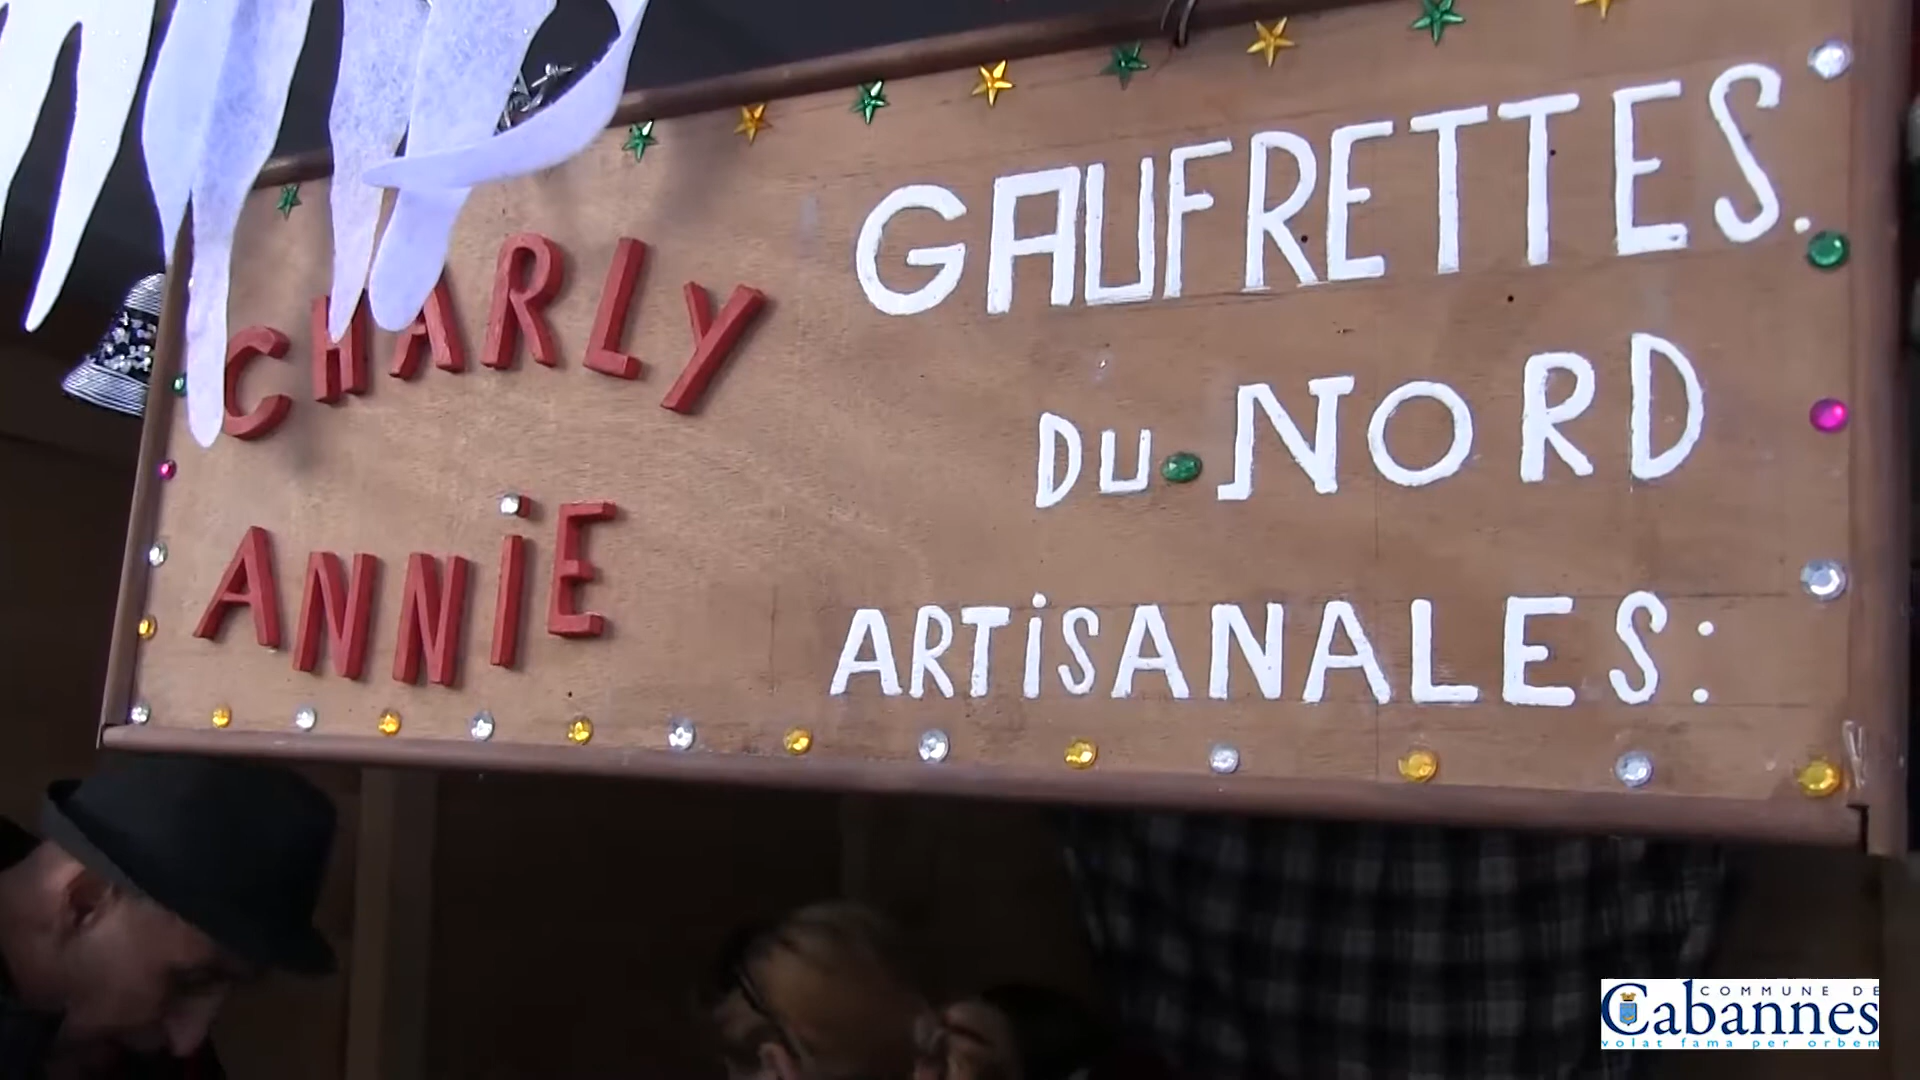 CHARLY
ANNiE
GAUFRETTES.
DU NORD
ARTiSANALES:
COMMUNE DE
Cabannes
volat fama per orbem